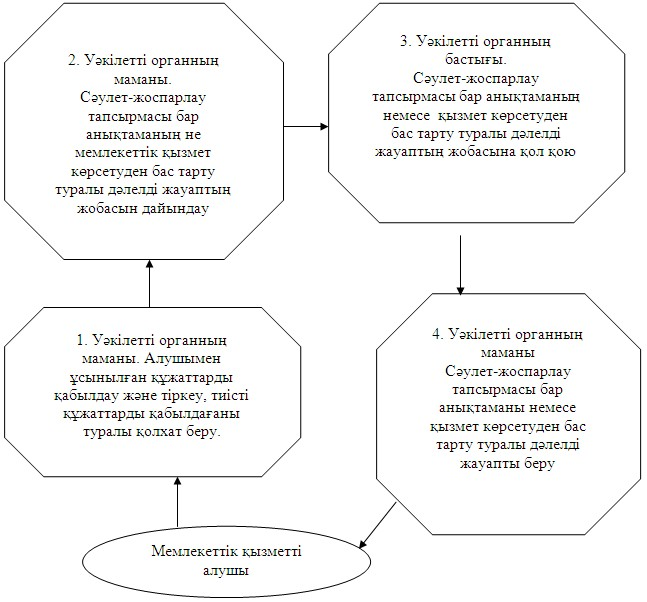 2. Уәкілетті органның
маманы.
Сәулет-жоспарлау
тапсырмасы бар
анықтаманың не
мемлекеттік қызмет
көрсетуден бас тарту
туралы дәлелді жауаптың
жобасын дайындау
3. Уәкілетті органның
бастығы.
Сәулет-жоспарлау
тапсырмасы бар анықтаманың
немесе қызмет көрсетуден
бас тарту туралы дәлелді
жауаптың жобасына қол қою
1. Уәкілетті органның
маманы. Алушымен
ұсынылған құжаттарды
қабылдау және тіркеу, тиісті
құжаттарды қабылдағаны
туралы қолхат беру.
4. Уәкілетті органның
маманы
Сәулет-жоспарлау
тапсырмасы бар
анықтаманы немесе
қызмет көрсетуден бас
тарту туралы дәлелді
жауапты беру
Мемлекеттік қызметті
алушы